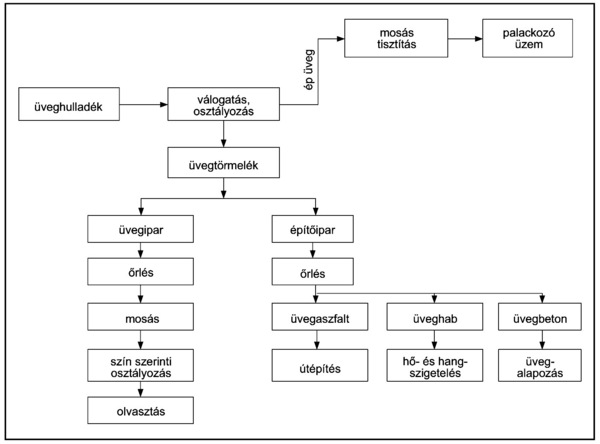 mosás
tisztítás
palackozó
üzem
ép üveg
üveghulladék
válogatás,
osztályozás
üvegtörmelék
üvegipar
építőipar
őrlés
őrlés
mosás
üvegaszfalt
üveghab
üvegbeton
szín szerinti
osztályozás
útépítés
hő- és hang-
szigetelés
üveg-
alapozás
olvasztás